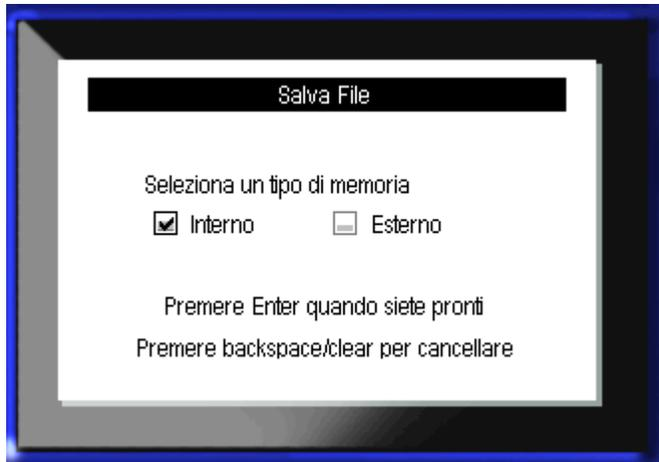 Salva File
Seleziona un tipo di memoria
Interno Esterno
Premere Enter quando siete pronti
Premere backspace/clear per cancellare